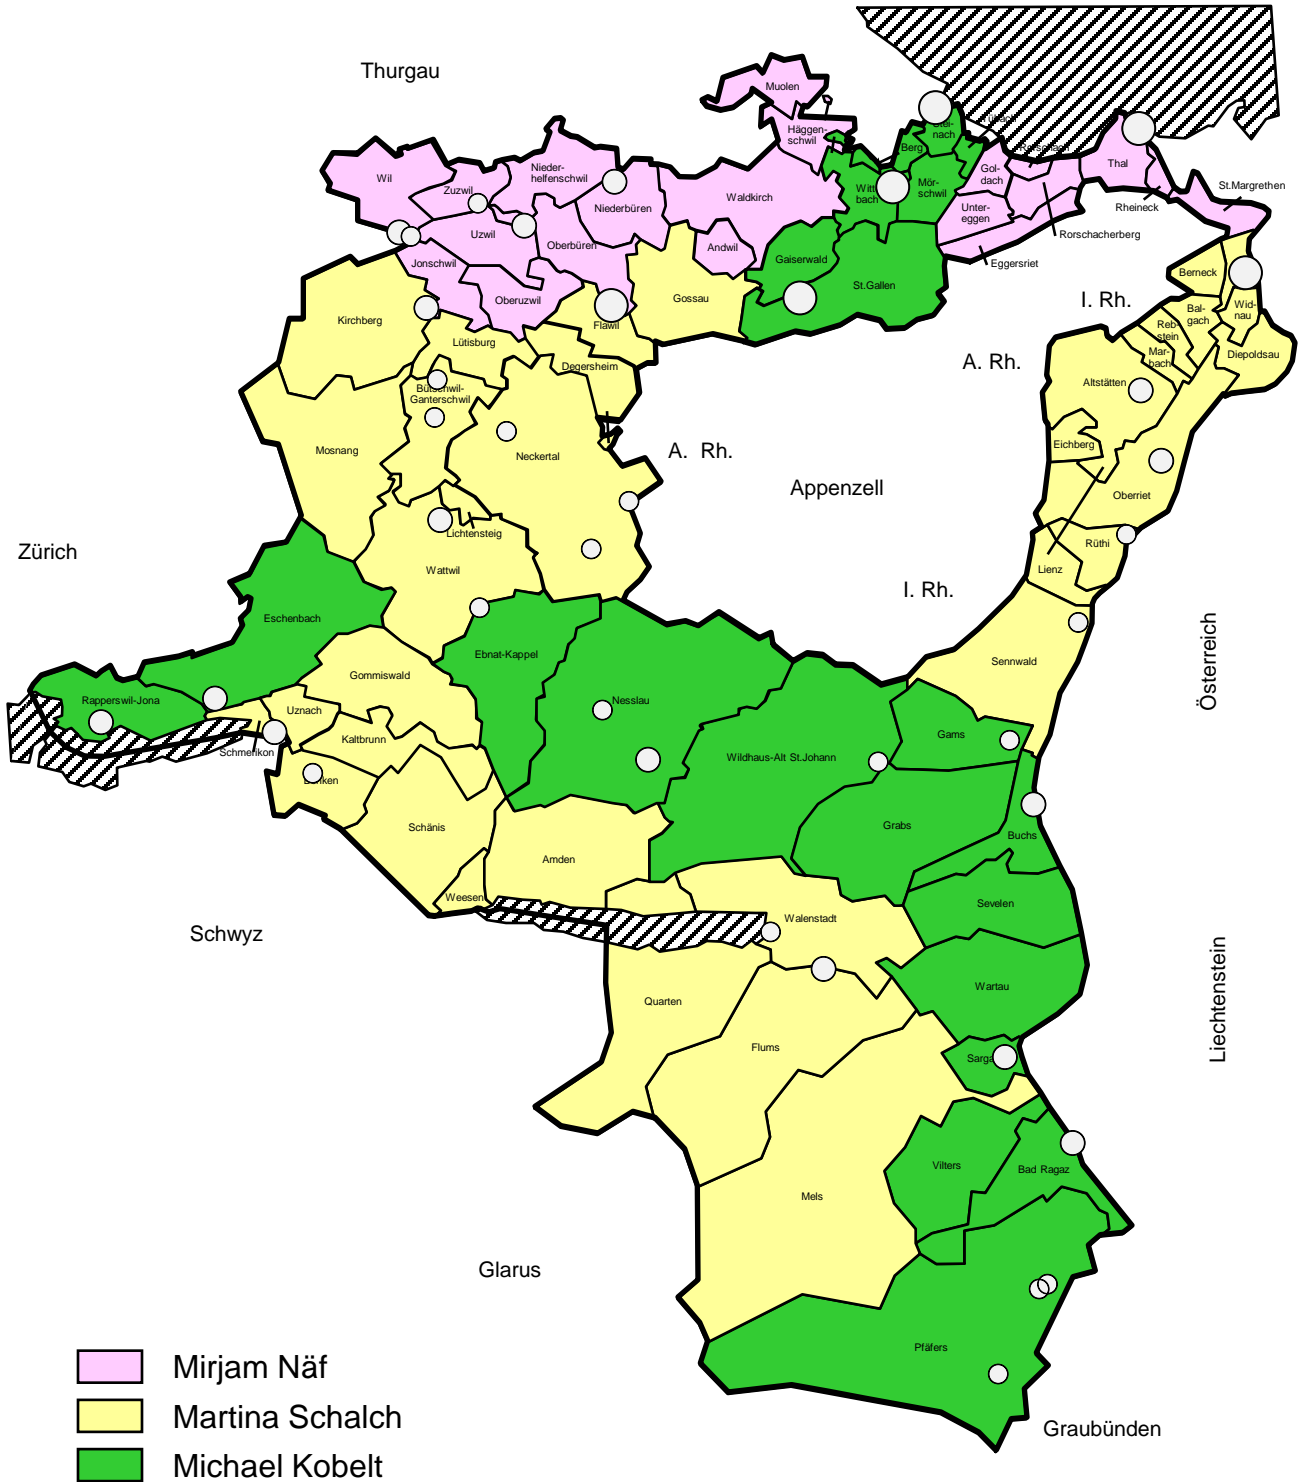 Thurgau
Muolen
Häggen-
schwil
Stei-
nach
Tübach
Berg
Rorschach
Thal
Gol-
dach
Mör-
schwil
Witt
bach
Unter-
eggen
St.Margrethen
Rheineck
Rorschacherberg
Eggersriet
Wil
Zuzwil
Nieder-
helfenschwil
Niederbüren
Waldkirch
Uzwil
Oberbüren
Andwil
Jonschwil
Oberuzwil
Gaiserwald
St.Gallen
Gossau
Kirchberg
Lütisburg
Flawil
Degersheim
Bütschwil-
Ganterschwil
Mosnang
Neckertal
Lichtensteig
Wattwil
I. Rh.
Berneck
Wid-
nau
Bal-
gach
Reb-
stein
Mar-
bach
Diepoldsau
A. Rh.
Altstätten
Eichberg
Oberriet
A. Rh.
Appenzell
Rüthi
Lienz
Zürich
I. Rh.
Österreich
Sennwald
Eschenbach
Ebnat-Kappel
Gommiswald
Rapperswil-Jona
Uznach
Nesslau
Kaltbrunn
Schmerikon
Gams
Wildhaus-Alt St.Johann
Schänis
Grabs
Buchs
Amden
Weesen
Sevelen
Walenstadt
Schwyz
Wartau
Liechtenstein
Quarten
Flums
Vilters
Bad Ragaz
Mels
Glarus
Pfäfers
Graubünden
Mirjam Näf
Martina Schalch
Michael Kobelt